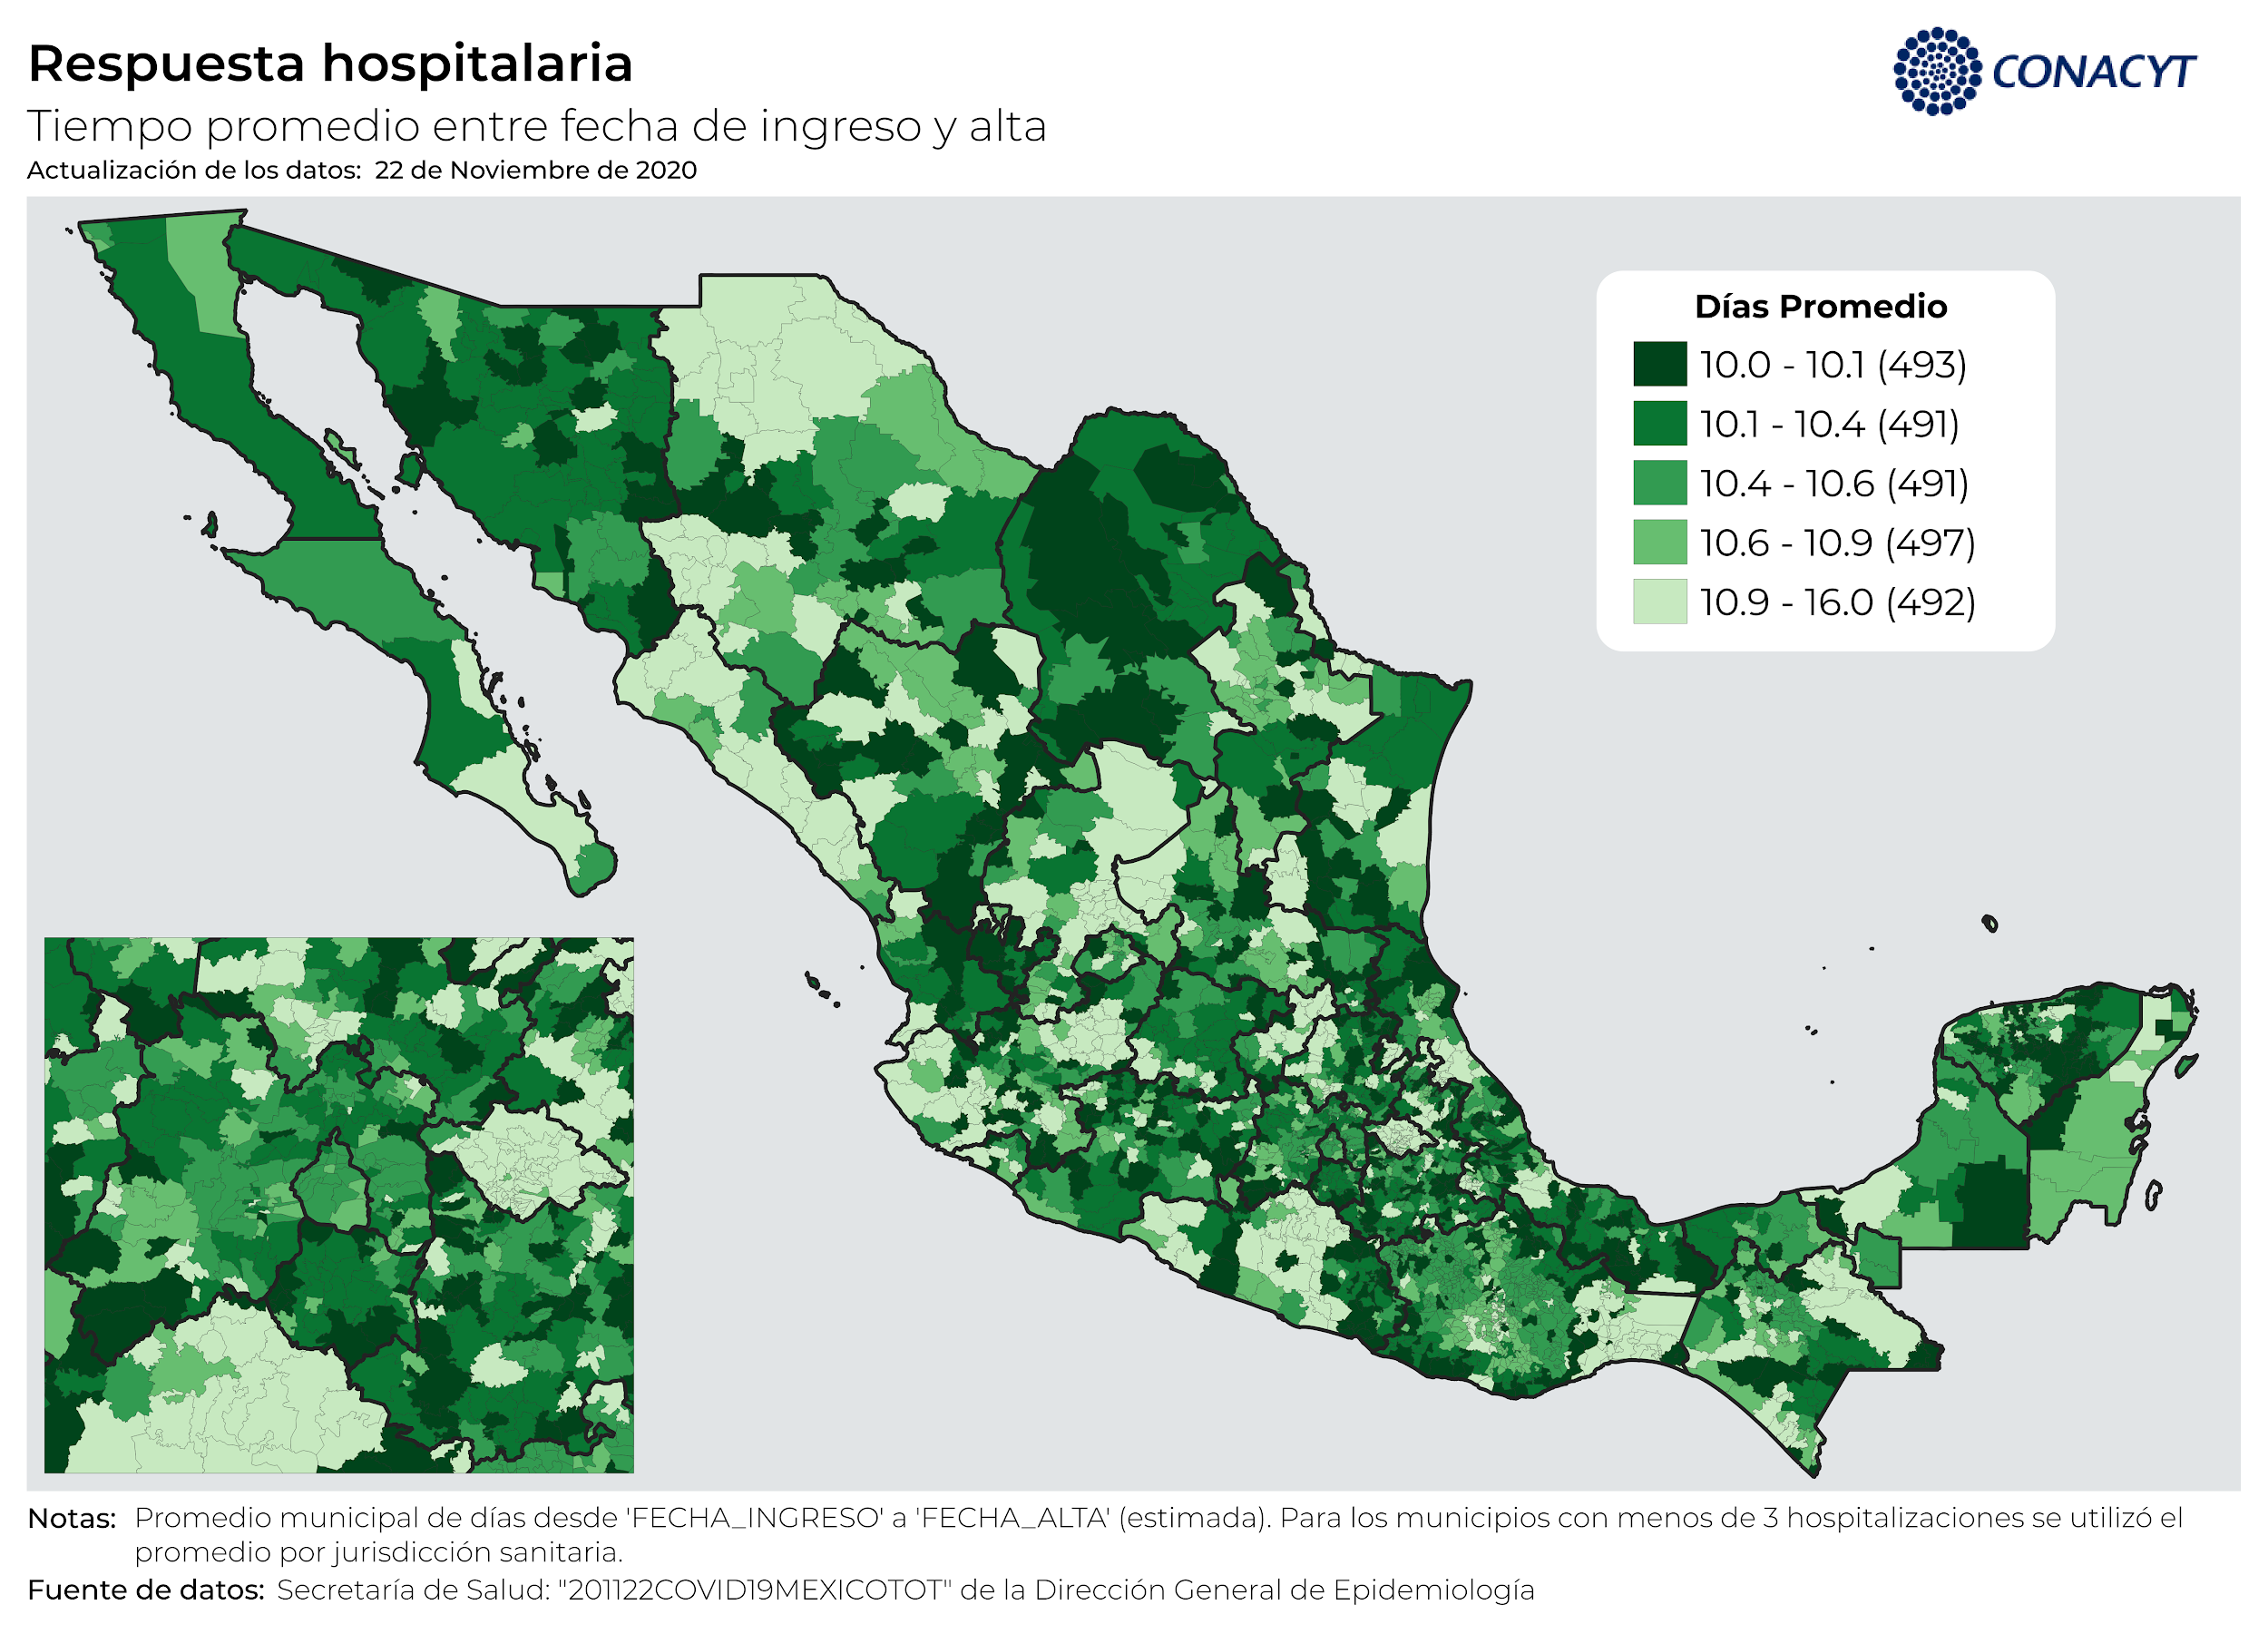 Respuesta hospitalaria
Tiempo promedio entre fecha de ingreso y alta
Actualización de los datos: 22 de Noviembre de 2020
CONACYT
Días Promedio
10.0 - 10.1 (493)
10.1 - 10.4 (491)
10.4 - 10.6 (491)
10.6 - 10.9 (497)
10.9 - 16.0 (492)
Notas: Promedio municipal de días desde 'FECHA_INGRESO' a 'FECHA_ALTA' (estimada). Para los municipios con menos de 3 hospitalizaciones se utilizó el
promedio por jurisdicción sanitaria.
Fuente de datos: Secretaría de Salud: "201122COVID19MEXICOTOT" de la Dirección General de Epidemiología